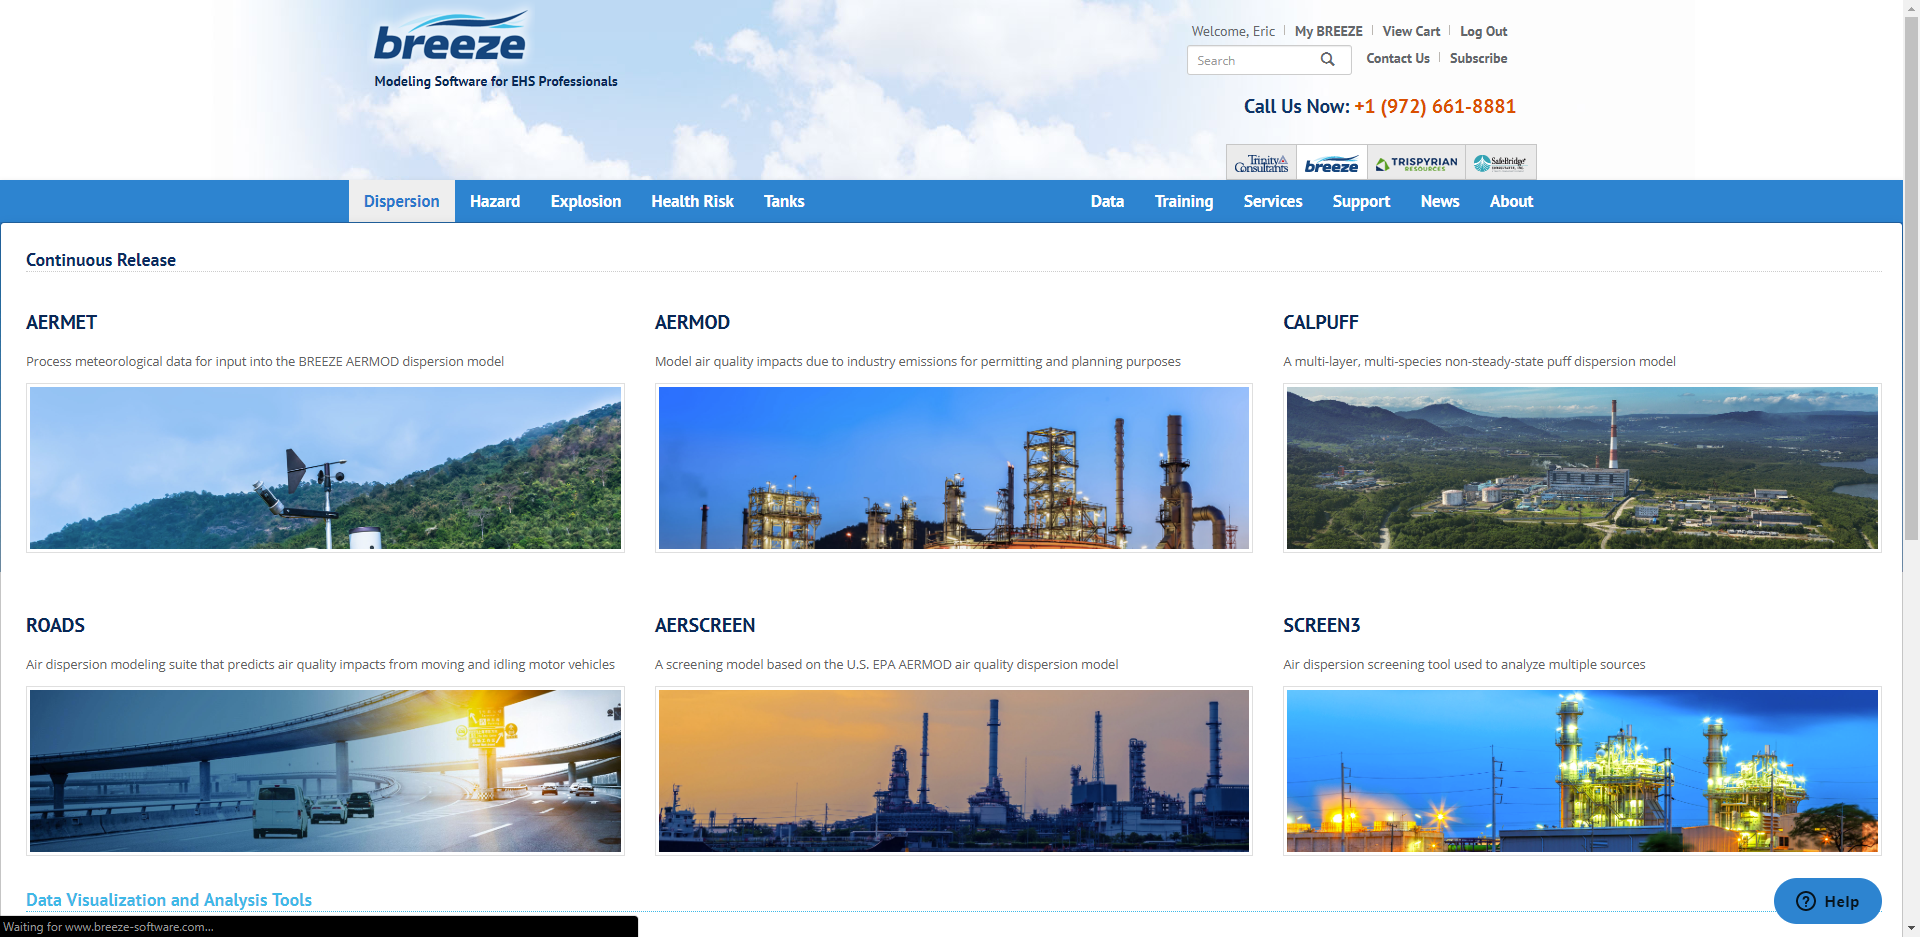 breeze
Modeling Software for EHS Professionals
Welcome, Eric
My BREEZE
View Cart
Log Out
Search
Contact Us
Subscribe
Call Us Now: +1 (972) 661-8881
Trinity Consultants
breeze
TRISPYRIAN RESOURCES
SafeBridge
Dispersion
Hazard
Explosion
Health Risk
Tanks
Data
Training
Services
Support
News
About
Continuous Release
AERMET
Process meteorological data for input into the BREEZE AERMOD dispersion model
AERMOD
Model air quality impacts due to industry emissions for permitting and planning purposes
CALPUFF
A multi-layer, multi-species non-steady-state puff dispersion model
ROADS
Air dispersion modeling suite that predicts air quality impacts from moving and idling motor vehicles
AERSCREEN
A screening model based on the U.S. EPA AERMOD air quality dispersion model
SCREEN3
Air dispersion screening tool used to analyze multiple sources
Data Visualization and Analysis Tools
Help
Waiting for www.breeze-software.com...